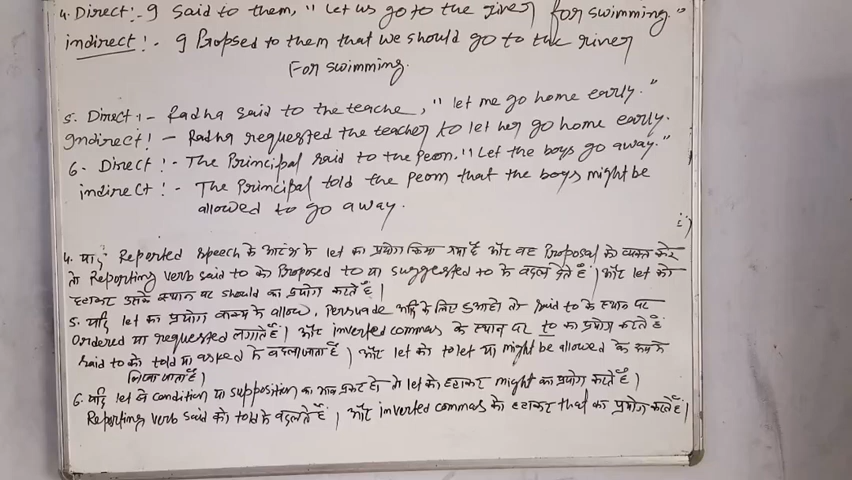 4. Direct:- I said to them, "Let us go to the river for swimming."
indirect:- I Propsed to them that we should go to the river
For swimming.
5. Direct:- Radha said to the teache, "let me go home early."
Indirect:- Radha requested the teacher to let her go home early.
6. Direct:- The Principal said to the Peon, "Let the boys go away."
indirect:- The Principal told the Peom that the boys might be
allowed to go away.
4. यदि Reported speech के आरंभ में let का प्रयोग किया गया है और वह Proposal को व्यक्त करे
तो Reporting verb said to को Proposed to या suggested to में बदल देते हैं। और let को
हटाकर उसके स्थान पर should का प्रयोग करते हैं।
5. यदि let का प्रयोग वाक्य में allow, Persuade आदि के लिए हुआ हो तो said to के स्थान पर
ordered या requested लगाते हैं। और inverted commas के स्थान पर to का प्रयोग करते हैं
said to को told या asked में बदला जाता है। और let को to let या might be allowed के रूप में
लिखा जाता है।
6. यदि let से condition या supposition का भाव प्रकट हो तो let को हटाकर might का प्रयोग करते हैं।
Reporting verb said को told में बदलते हैं। और inverted commas को हटाकर that का प्रयोग करते हैं।